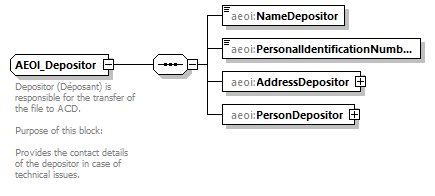 aeoi:NameDepositor
aeoi:PersonalIdentificationNumb...
AEOI_Depositor
aeoi:AddressDepositor
aeoi:PersonDepositor
Depositor (Déposant) is
responsible for the transfer of
the file to ACD.
Purpose of this block:
Provides the contact details
of the depositor in case of
technical issues.